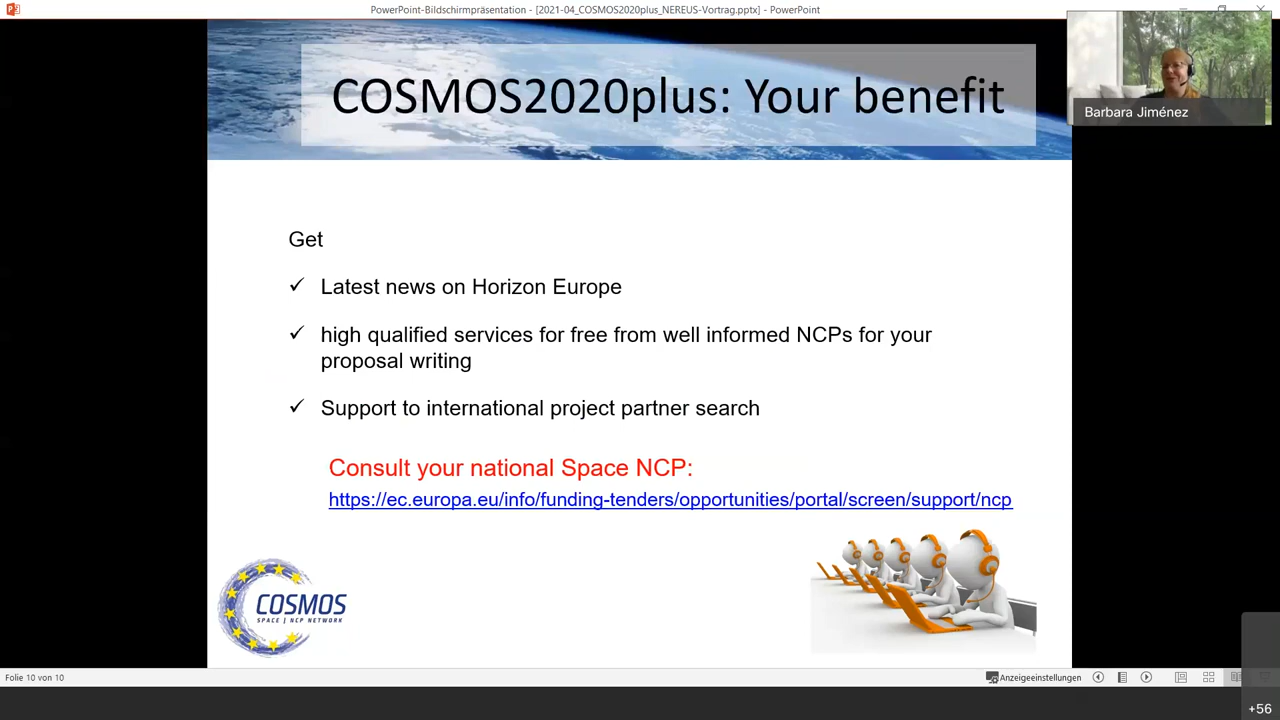 PowerPoint-Bildschirmpräsentation - [2021-04_COSMOS2020plus_NEREUS-Vortrag.pptx] - PowerPoint
COSMOS2020plus: Your benefit
Barbara Jiménez
Get
✓ Latest news on Horizon Europe
✓ high qualified services for free from well informed NCPs for your
proposal writing
✓ Support to international project partner search
Consult your national Space NCP:
https://ec.europa.eu/info/funding-tenders/opportunities/portal/screen/support/ncp
COSMOS
SPACE | NCP NETWORK
Folie 10 von 10
Anzeigeeinstellungen
+56